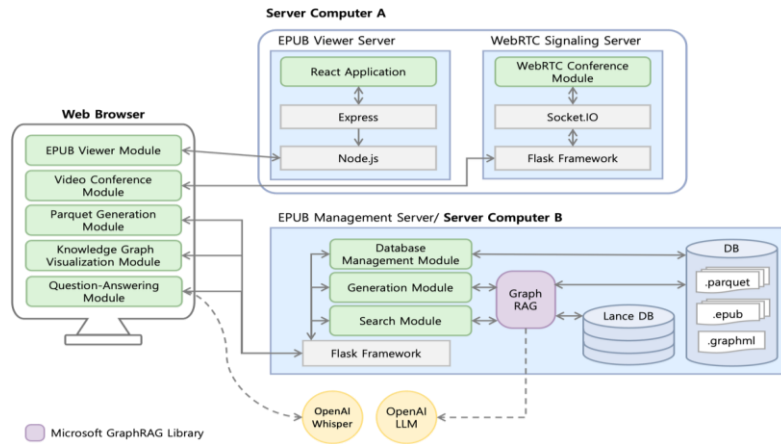 Server Computer A
EPUB Viewer Server
WebRTC Signaling Server
React Application
WebRTC Conference
Module
Express
Socket.IO
Node.js
Flask Framework
Web Browser
EPUB Viewer Module
Video Conference
Module
Parquet Generation
Module
Knowledge Graph
Visualization Module
Question-Answering
Module
EPUB Management Server/ Server Computer B
Database
Management Module
Generation Module
Search Module
Flask Framework
Graph
RAG
Lance DB
DB
.parquet
.epub
.graphml
OpenAI
Whisper
OpenAI
LLM
Microsoft GraphRAG Library